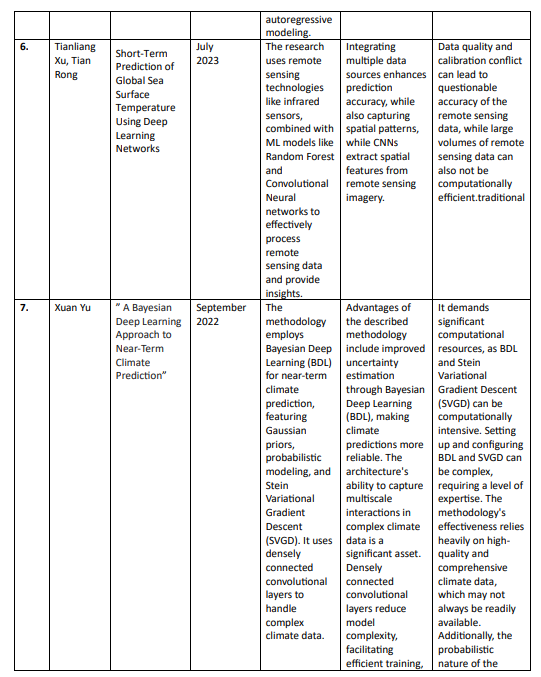 autoregressive
modeling.
6.
Tianliang
Xu, Tian
Rong
Short-Term
Prediction of
Global Sea
Surface
Temperature
Using Deep
Learning
Networks
July
2023
The research
uses remote
sensing
technologies
like infrared
sensors,
combined with
ML models like
Random Forest
and
Convolutional
Neural
networks to
effectively
process
remote
sensing data
and provide
insights.
Integrating
multiple data
sources enhances
prediction
accuracy, while
also capturing
spatial patterns,
while CNNs
extract spatial
features from
remote sensing
imagery.
Data quality and
calibration conflict
can lead to
questionable
accuracy of the
remote sensing
data, while large
volumes of remote
sensing data can
also not be
computationally
efficient.traditional
7.
Xuan Yu
” A Bayesian
Deep Learning
Approach to
Near-Term
Climate
Prediction”
September
2022
The
methodology
employs
Bayesian Deep
Learning (BDL)
for near-term
climate
prediction,
featuring
Gaussian
priors,
probabilistic
modeling, and
Stein
Variational
Gradient
Descent
(SVGD). It uses
densely
connected
convolutional
layers to
handle
complex
climate data.
Advantages of
the described
methodology
include improved
uncertainty
estimation
through Bayesian
Deep Learning
(BDL), making
climate
predictions more
reliable. The
architecture's
ability to capture
multiscale
interactions in
complex climate
data is a
significant asset.
Densely
connected
convolutional
layers reduce
model
complexity,
facilitating
efficient training,
It demands
significant
computational
resources, as BDL
and Stein
Variational
Gradient Descent
(SVGD) can be
computationally
intensive. Setting
up and configuring
BDL and SVGD can
be complex,
requiring a level of
expertise. The
methodology's
effectiveness relies
heavily on high-
quality and
comprehensive
climate data,
which may not
always be readily
available.
Additionally, the
probabilistic
nature of the